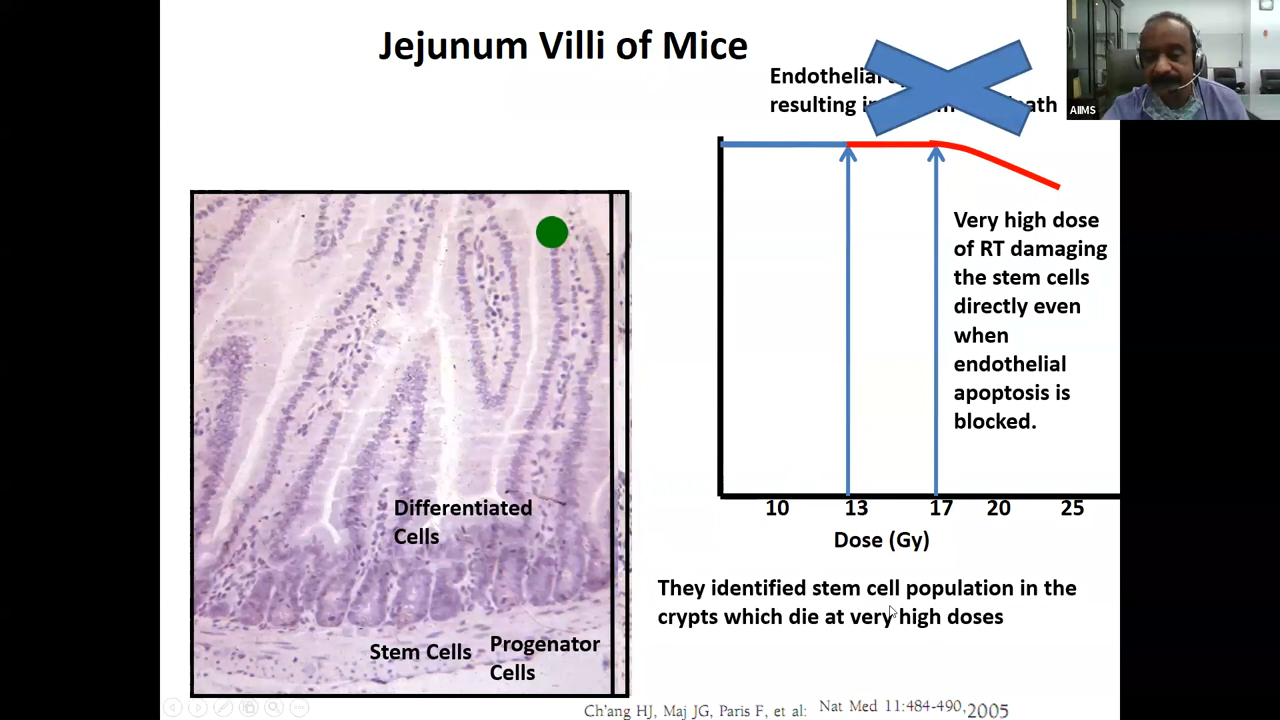 Jejunum Villi of Mice
Endothelial
resulting
AIIMS
Very high dose
of RT damaging
the stem cells
directly even
when
endothelial
apoptosis is
blocked.
Differentiated
Cells
10 13 17 20 25
Dose (Gy)
They identified stem cell population in the
crypts which die at very high doses
Stem Cells
Progenator
Cells
Ch'ang HJ, Maj JG, Paris F, et al: Nat Med 11:484-490,2005